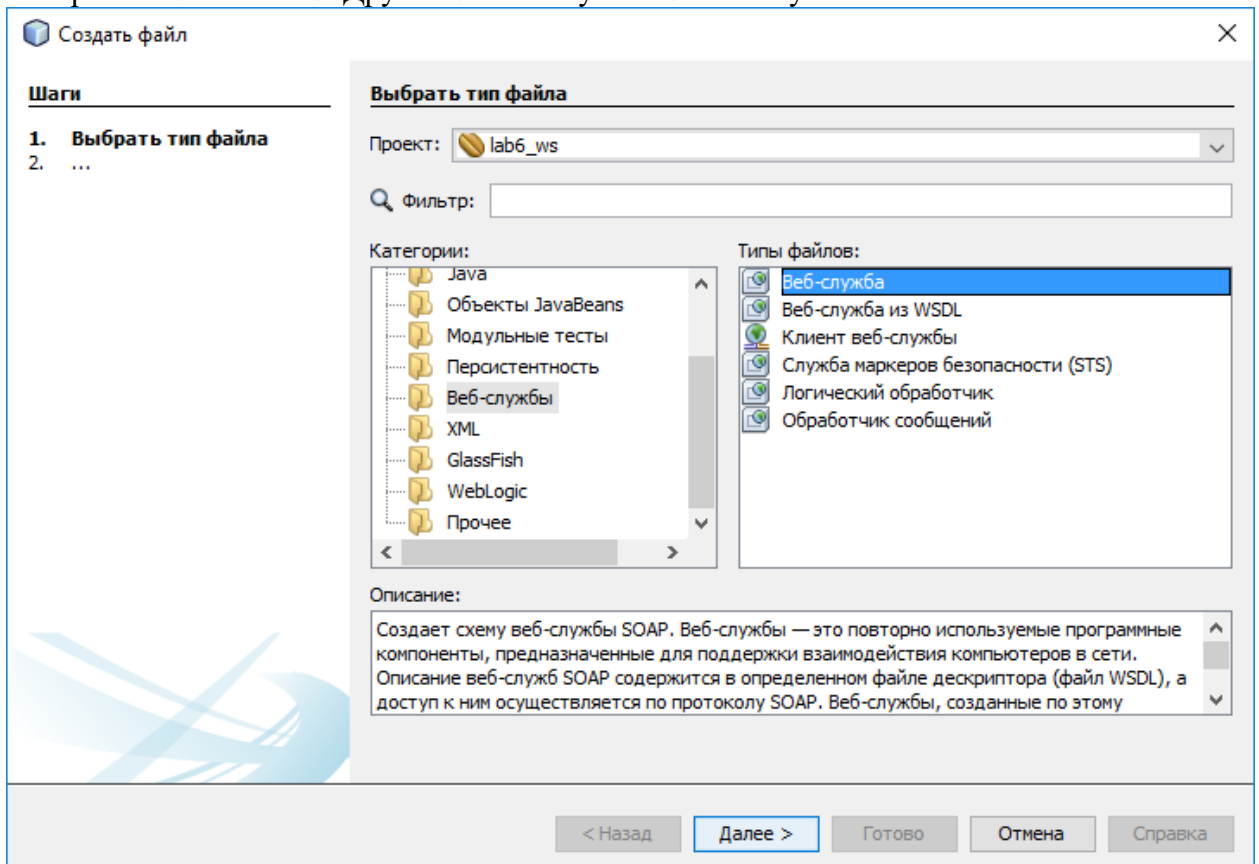 Создать файл
Шаги
1. Выбрать тип файла
2. ...
Выбрать тип файла
Проект: lab6_ws
Фильтр:
Категории:
Java
Объекты JavaBeans
Модульные тесты
Персистентность
Веб-службы
XML
GlassFish
WebLogic
Прочее
Типы файлов:
Веб-служба
Веб-служба из WSDL
Клиент веб-службы
Служба маркеров безопасности (STS)
Логический обработчик
Обработчик сообщений
Описание:
Создает схему веб-службы SOAP. Веб-службы — это повторно используемые программные
компоненты, предназначенные для поддержки взаимодействия компьютеров в сети.
Описание веб-служб SOAP содержится в определенном файле дескриптора (файл WSDL), а
доступ к ним осуществляется по протоколу SOAP. Веб-службы, созданные по этому
< Назад
Далее >
Готово
Отмена
Справка